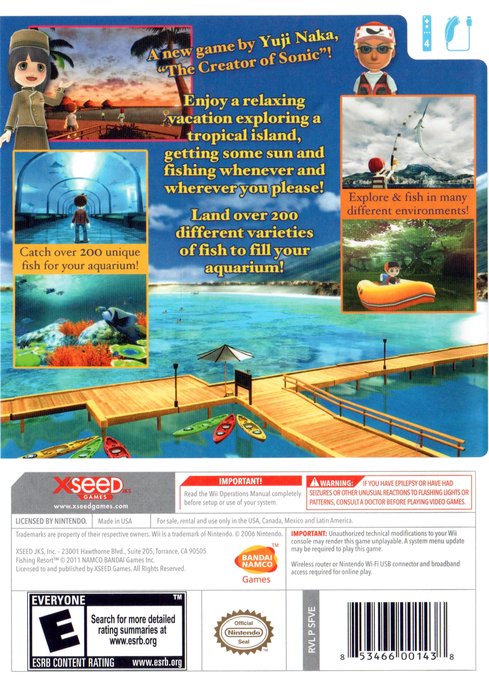 A new game by Yuji Naka,
"The Creator of Sonic"!
4
Enjoy a relaxing
vacation exploring a
tropical island,
getting some sun and
fishing whenever and
wherever you please!
Land over 200
different varieties
of fish to fill your
aquarium!
Catch over 200 unique
fish for your aquarium!
Explore & fish in many
different environments!
XSEED JKS
GAMES
www.xseedgames.com
IMPORTANT!
Read the Wii Operations Manual completely
before setup or use of your system.
WARNING: IF YOU HAVE EPILEPSY OR HAVE HAD
SEIZURES OR OTHER UNUSUAL REACTIONS TO FLASHING LIGHTS OR
PATTERNS, CONSULT A DOCTOR BEFORE PLAYING VIDEO GAMES.
LICENSED BY NINTENDO. Made in USA For sale, rental and use only in the USA, Canada, Mexico and Latin America.
Trademarks are property of their respective owners. Wii is a trademark of Nintendo. © 2006 Nintendo.
XSEED JKS, Inc. - 23001 Hawthorne Blvd., Suite 205, Torrance, CA 90505
Fishing Resort™ © 2011 NAMCO BANDAI Games Inc.
Licensed to and published by XSEED Games. All Rights Reserved.
BANDAI
NAMCO
TM
Games
IMPORTANT: Unauthorized technical modifications to your Wii
console may render this game unplayable. A system menu update
may be required to play this game.
Wireless router or Nintendo Wi-Fi USB connector and broadband
access required for online play.
EVERYONE TM
E
Search for more detailed
rating summaries at
www.esrb.org
ESRB CONTENT RATING www.esrb.org
Official
Nintendo
Seal
RVL P SFVE
8 53466 00143 8